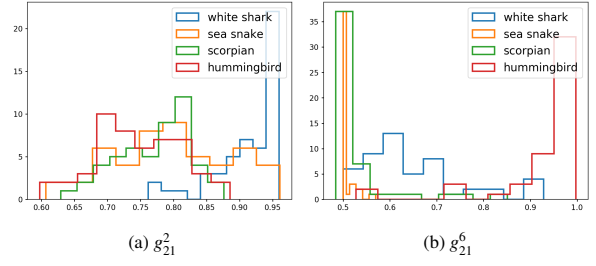 20
15
10
5
0
0.60 0.65 0.70 0.75 0.80 0.85 0.90 0.95
white shark
sea snake
scorpian
hummingbird
(a) g²₂₁
35
30
25
20
15
10
5
0
0.5 0.6 0.7 0.8 0.9 1.0
white shark
sea snake
scorpian
hummingbird
(b) g⁶₂₁